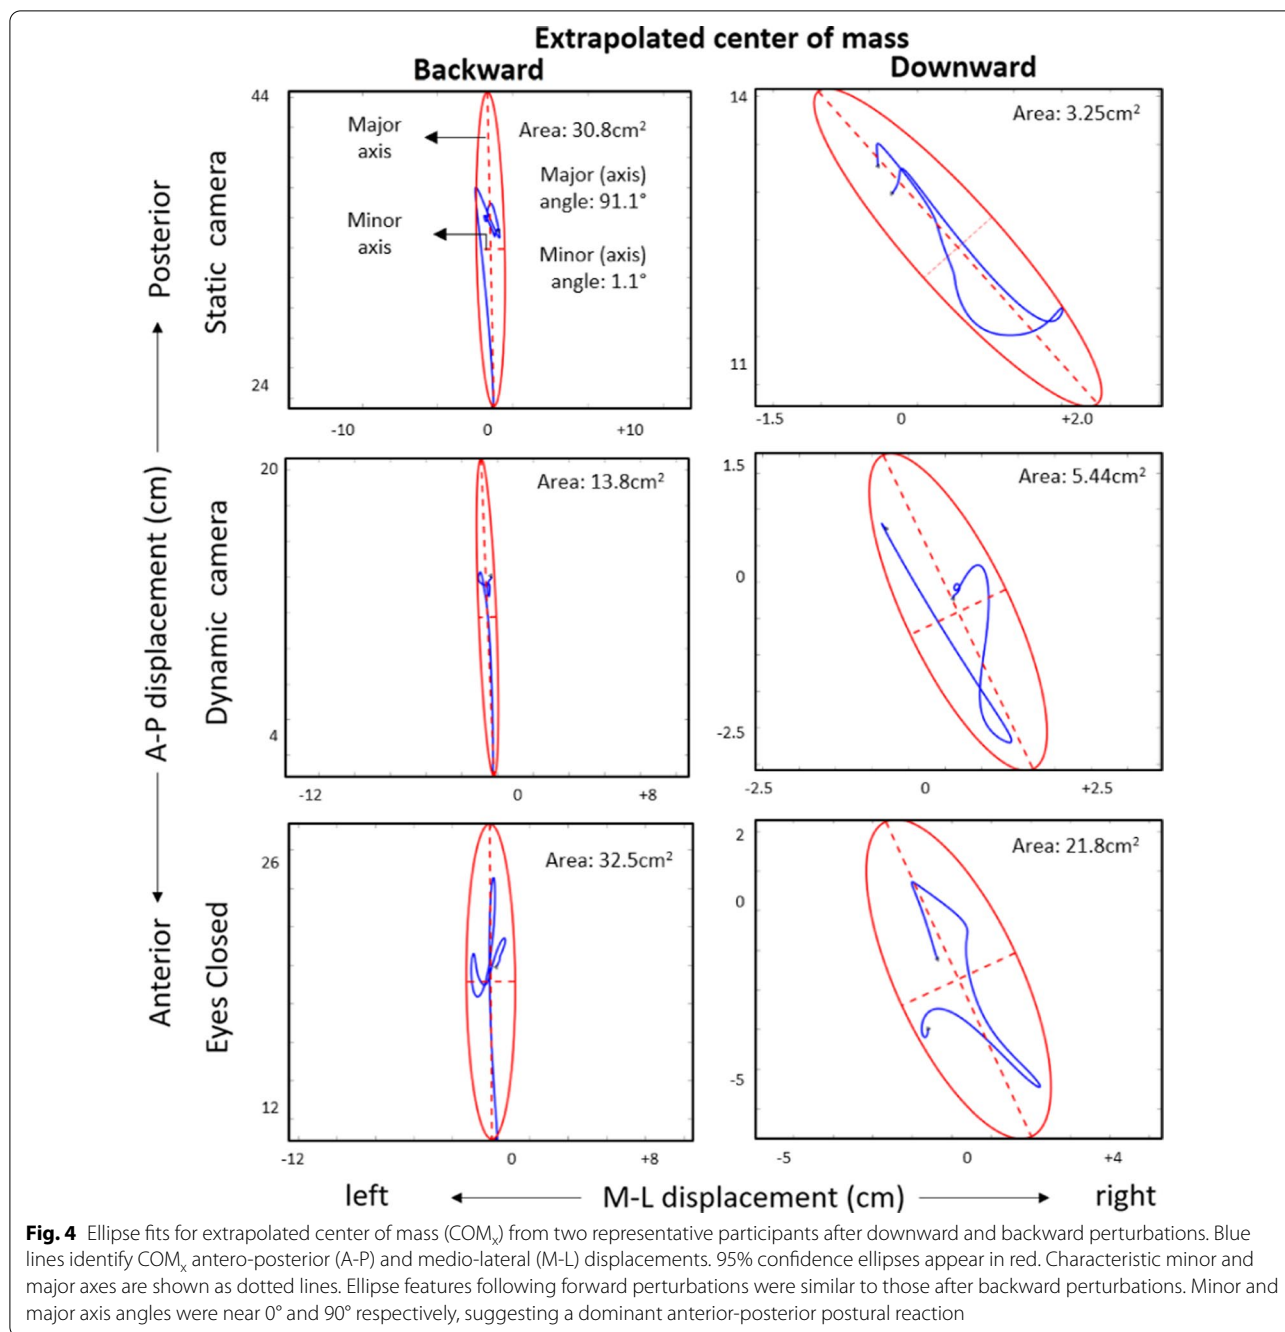 Extrapolated center of mass
Backward
Downward
Posterior
Static camera
44
24
Major
axis
Minor
axis
Area: 30.8cm²
Major (axis)
angle: 91.1°
Minor (axis)
angle: 1.1°
-10 0 +10
14
11
Area: 3.25cm²
-1.5 0 +2.0
A-P displacement (cm)
Dynamic camera
20
4
Area: 13.8cm²
-12 0 +8
1.5
0
-2.5
Area: 5.44cm²
-2.5 0 +2.5
Anterior
Eyes Closed
26
12
Area: 32.5cm²
-12 0 +8
2
0
-5
Area: 21.8cm²
-5 0 +4
left M-L displacement (cm) right
Fig. 4 Ellipse fits for extrapolated center of mass (COMₓ) from two representative participants after downward and backward perturbations. Blue
lines identify COMₓ antero-posterior (A-P) and medio-lateral (M-L) displacements. 95% confidence ellipses appear in red. Characteristic minor and
major axes are shown as dotted lines. Ellipse features following forward perturbations were similar to those after backward perturbations. Minor and
major axis angles were near 0° and 90° respectively, suggesting a dominant anterior-posterior postural reaction